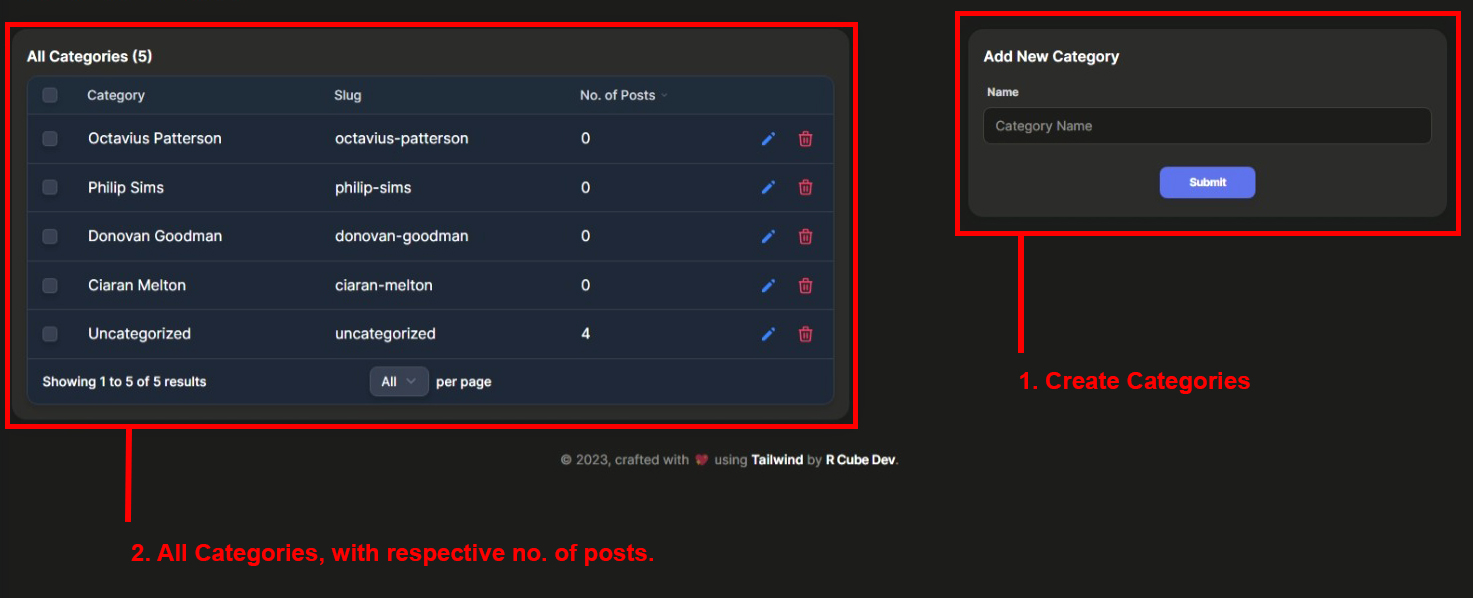 All Categories (5)
Category Slug No. of Posts
Octavius Patterson octavius-patterson 0
Philip Sims philip-sims 0
Donovan Goodman donovan-goodman 0
Ciaran Melton ciaran-melton 0
Uncategorized uncategorized 4
Showing 1 to 5 of 5 results All per page
Add New Category
Name
Category Name
Submit
1. Create Categories
© 2023, crafted with ❤️ using Tailwind by R Cube Dev.
2. All Categories, with respective no. of posts.